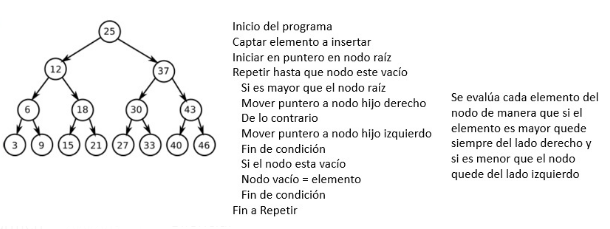 25
12 37
6 18 30 43
3 9 15 21 27 33 40 46
Inicio del programa
Captar elemento a insertar
Iniciar en puntero en nodo raíz
Repetir hasta que nodo este vacío
Si es mayor que el nodo raíz
Mover puntero a nodo hijo derecho
De lo contrario
Mover puntero a nodo hijo izquierdo
Fin de condición
Si el nodo esta vacío
Nodo vacío = elemento
Fin de condición
Fin a Repetir
Se evalúa cada elemento del
nodo de manera que si el
elemento es mayor quede
siempre del lado derecho y
si es menor que el nodo
quede del lado izquierdo